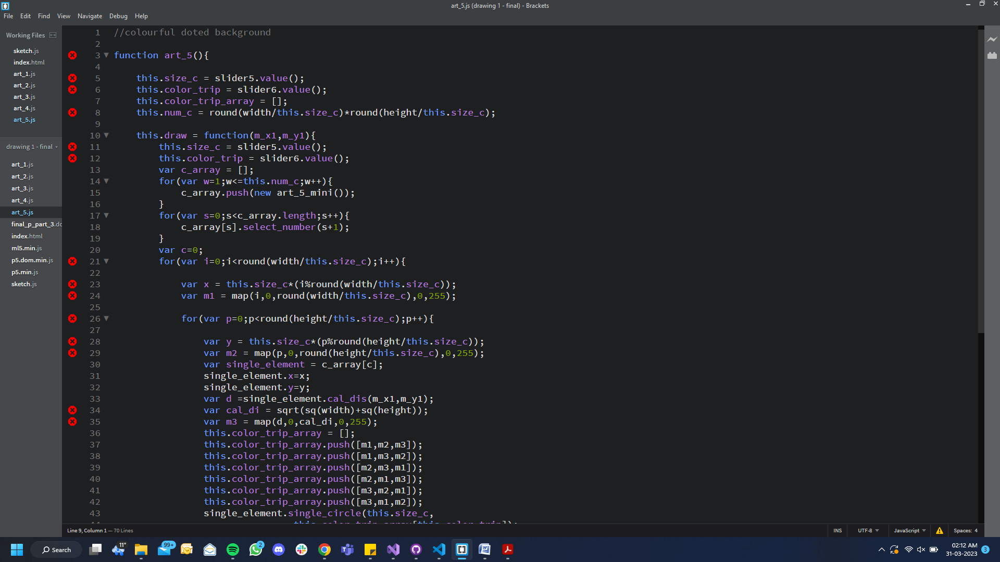 art_5.js (drawing 1 - final) - Brackets
File Edit Find View Navigate Debug Help
Working Files
sketch.js
index.html
art_1.js
art_2.js
art_3.js
art_4.js
art_5.js
drawing 1 - final
art_1.js
art_2.js
art_3.js
art_4.js
art_5.js
final_p_part_3.dc
index.html
ml5.min.js
p5.dom.min.js
p5.min.js
sketch.js
1 //colourful doted background
2
3 function art_5(){
4
5 this.size_c = slider5.value();
6 this.color_trip = slider6.value();
7 this.color_trip_array = [];
8 this.num_c = round(width/this.size_c)*round(height/this.size_c);
9
10 this.draw = function(m_x1,m_y1){
11 this.size_c = slider5.value();
12 this.color_trip = slider6.value();
13 var c_array = [];
14 for(var w=1;w<=this.num_c;w++){
15 c_array.push(new art_5_mini());
16 }
17 for(var s=0;s<c_array.length;s++){
18 c_array[s].select_number(s+1);
19 }
20 var c=0;
21 for(var i=0;i<round(width/this.size_c);i++){
22
23 var x = this.size_c*(i%round(width/this.size_c));
24 var m1 = map(i,0,round(width/this.size_c),0,255);
25
26 for(var p=0;p<round(height/this.size_c);p++){
27
28 var y = this.size_c*(p%round(height/this.size_c));
29 var m2 = map(p,0,round(height/this.size_c),0,255);
30 var single_element = c_array[c];
31 single_element.x=x;
32 single_element.y=y;
33 var d =single_element.cal_dis(m_x1,m_y1);
34 var cal_di = sqrt(sq(width)+sq(height));
35 var m3 = map(d,0,cal_di,0,255);
36 this.color_trip_array = [];
37 this.color_trip_array.push([m1,m2,m3]);
38 this.color_trip_array.push([m1,m3,m2]);
39 this.color_trip_array.push([m2,m3,m1]);
40 this.color_trip_array.push([m2,m1,m3]);
41 this.color_trip_array.push([m3,m2,m1]);
42 this.color_trip_array.push([m3,m1,m2]);
43 single_element.single_circle(this.size_c,
44 this.color_trip_array[this.color_trip]);
Line 9, Column 1 — 70 Lines
INS UTF-8 JavaScript Spaces: 4
Search 11° 99+ 2 02:12 AM
31-03-2023 3